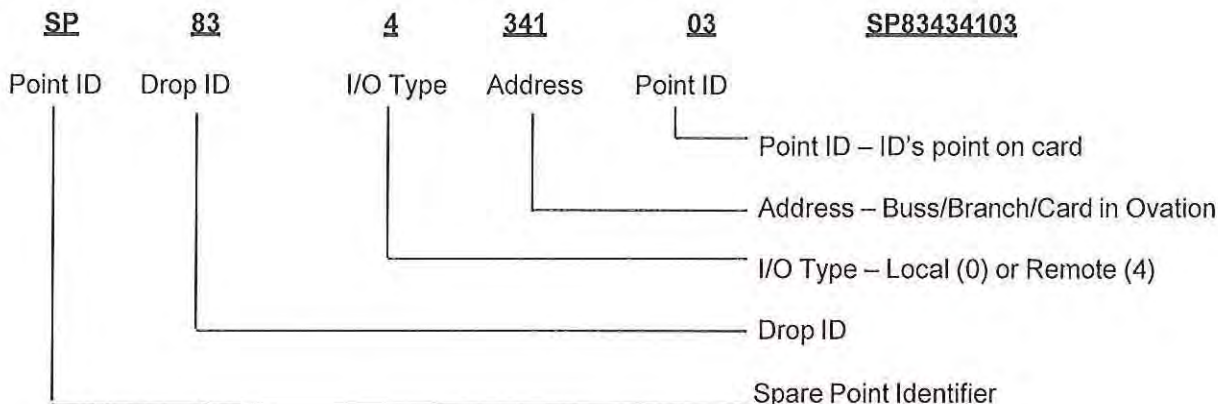 SP 83 4 341 03 SP83434103
Point ID Drop ID I/O Type Address Point ID
Point ID – ID's point on card
Address – Buss/Branch/Card in Ovation
I/O Type – Local (0) or Remote (4)
Drop ID
Spare Point Identifier